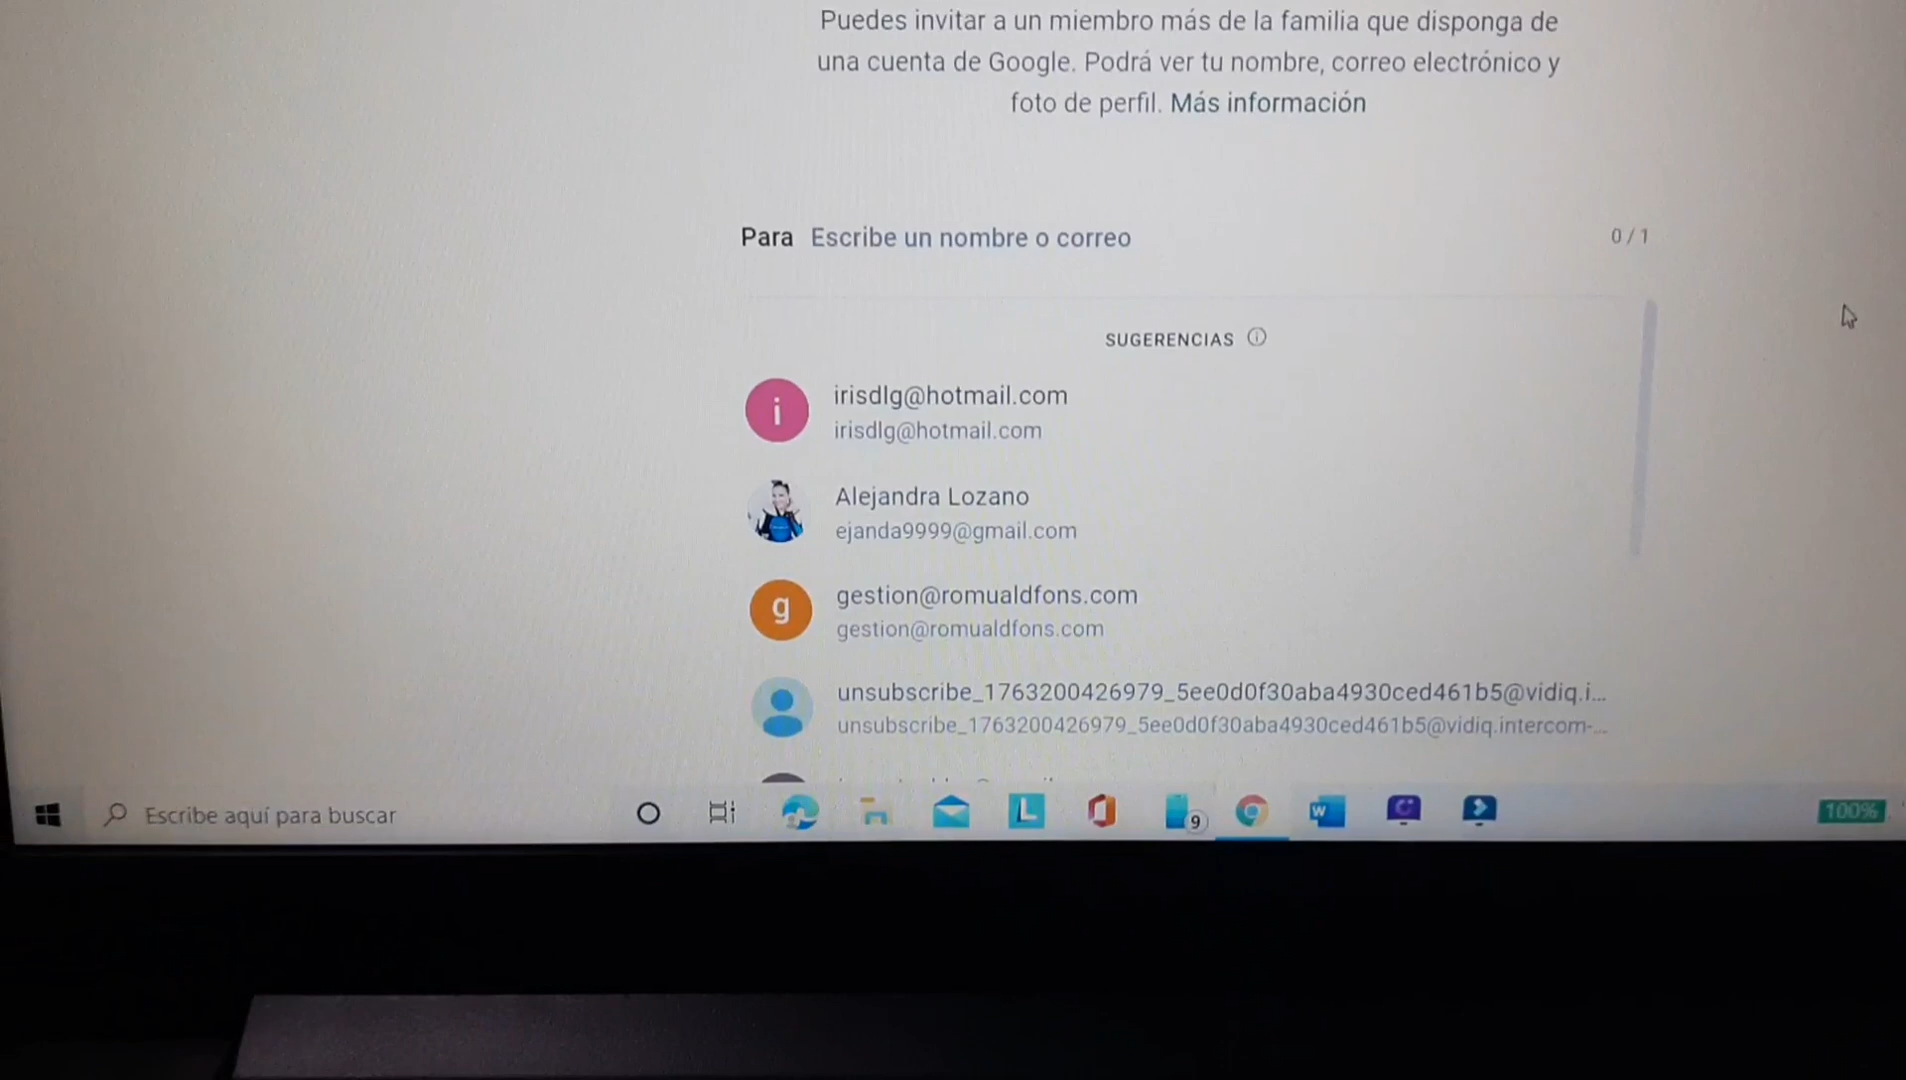 Puedes invitar a un miembro más de la familia que disponga de
una cuenta de Google. Podrá ver tu nombre, correo electrónico y
foto de perfil. Más información
Para Escribe un nombre o correo 0 / 1
SUGERENCIAS
i
irisdlg@hotmail.com
irisdlg@hotmail.com
Alejandra Lozano
ejanda9999@gmail.com
g
gestion@romualdfons.com
gestion@romualdfons.com
unsubscribe_1763200426979_5ee0d0f30aba4930ced461b5@vidiq.i...
unsubscribe_1763200426979_5ee0d0f30aba4930ced461b5@vidiq.intercom-...
Escribe aquí para buscar L 9 W C 100%